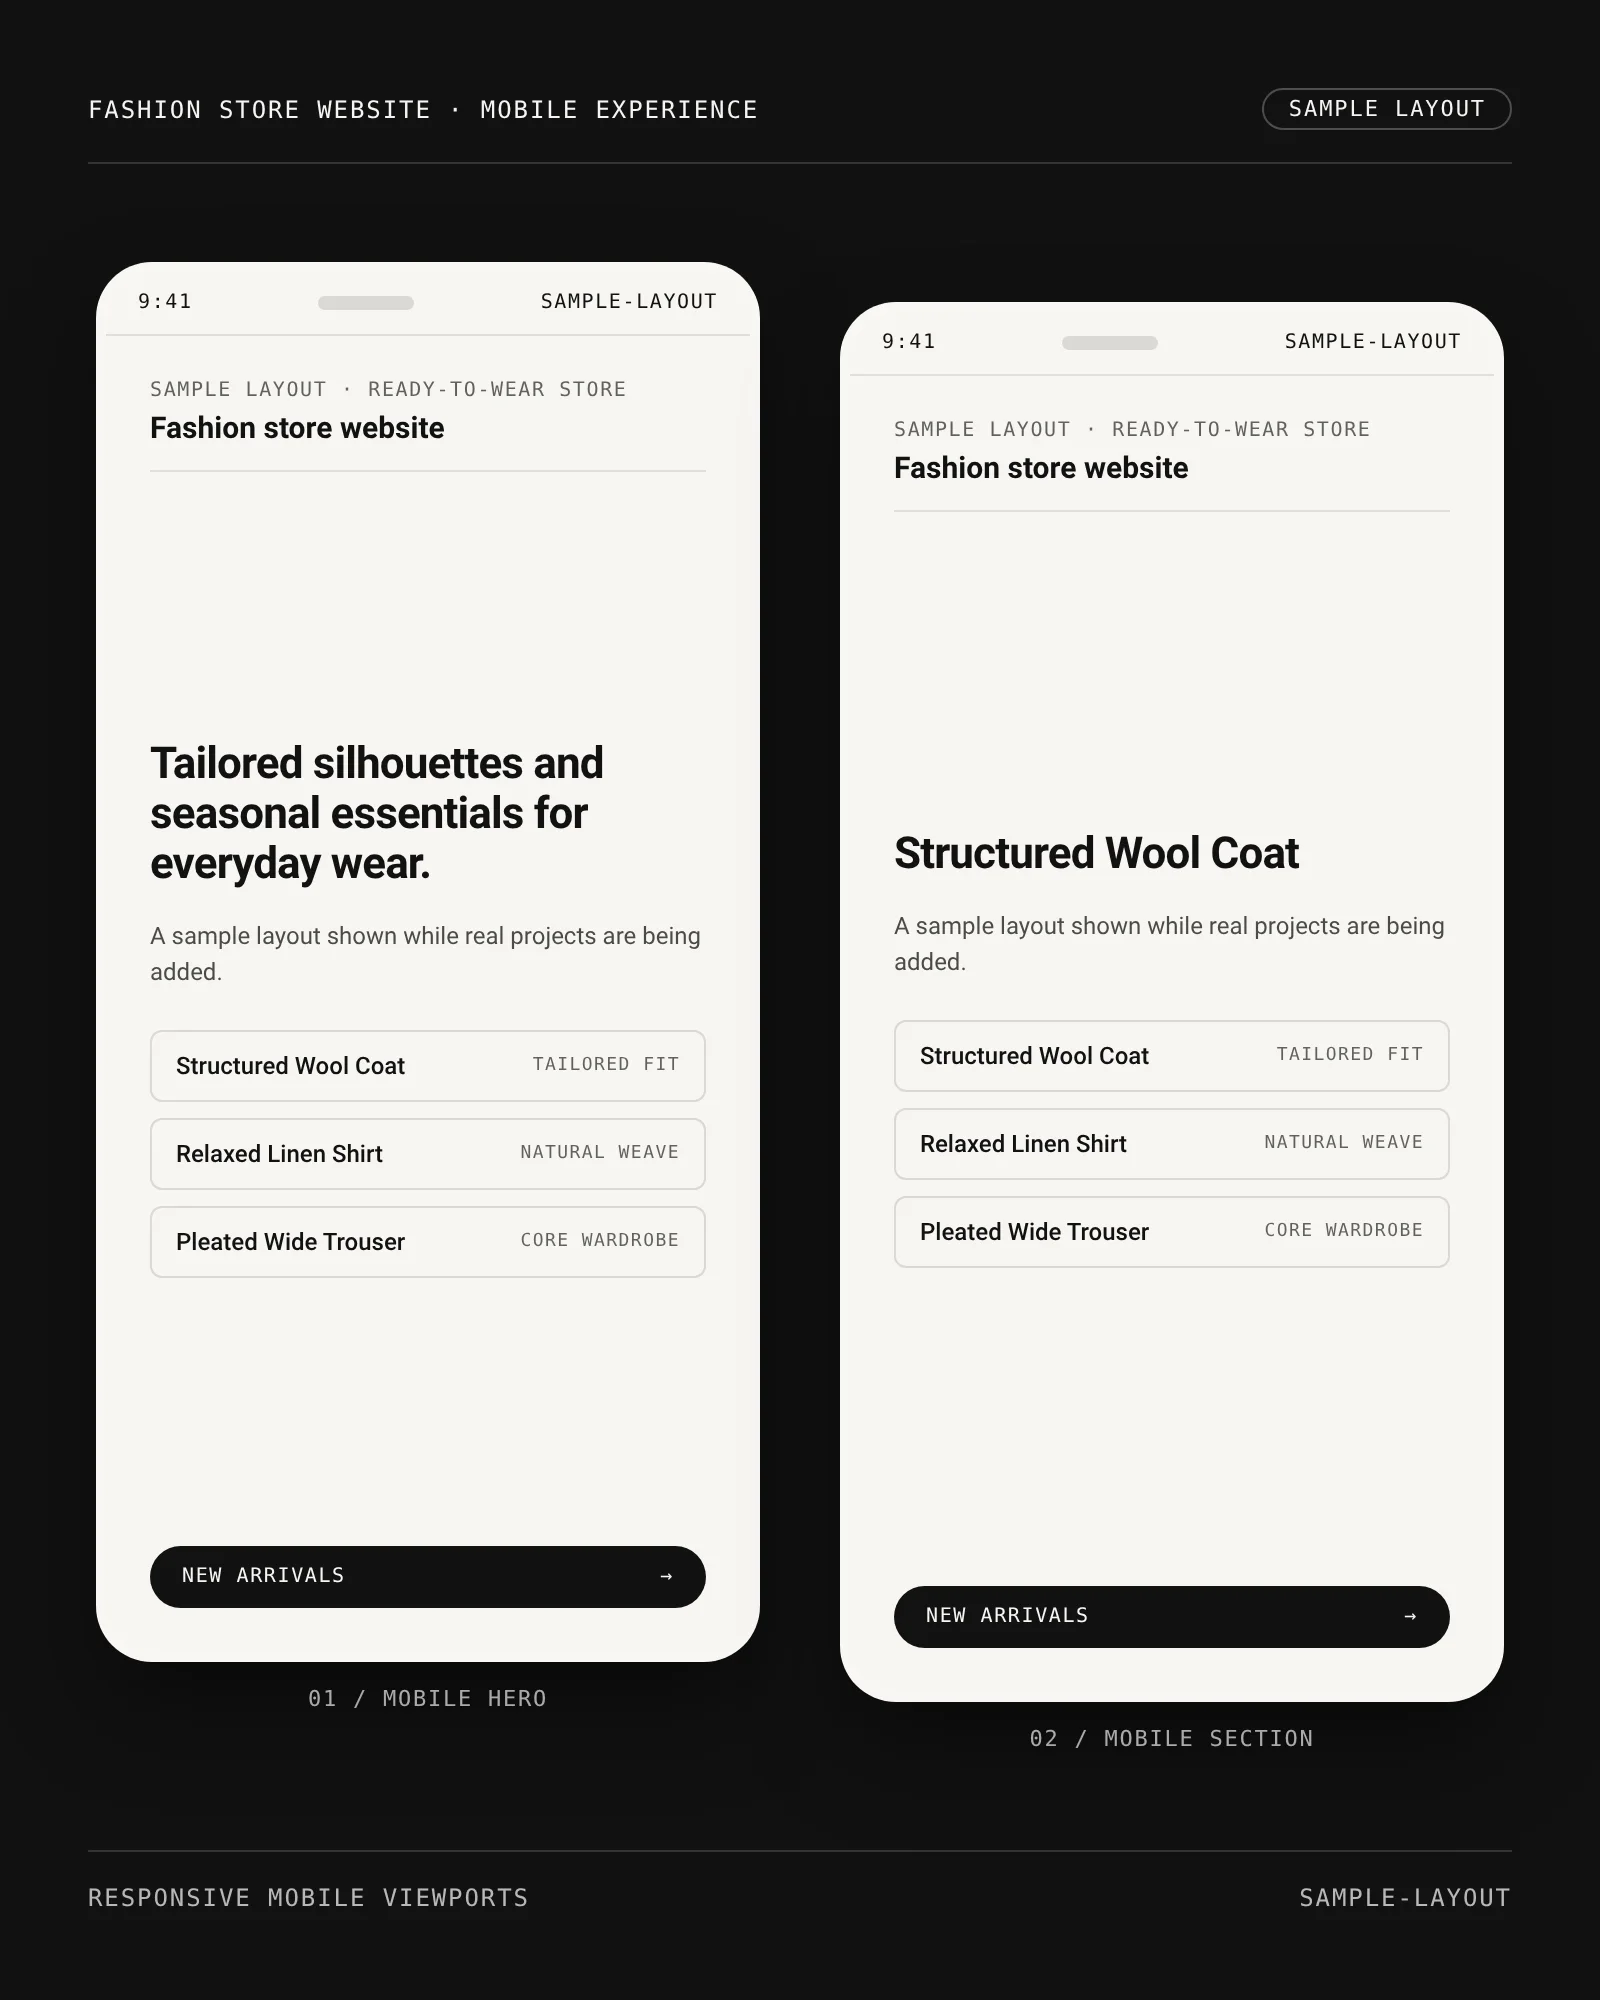 FASHION STORE WEBSITE · MOBILE EXPERIENCE
SAMPLE LAYOUT
9:41
SAMPLE-LAYOUT
SAMPLE LAYOUT · READY-TO-WEAR STORE
Fashion store website
Tailored silhouettes and
seasonal essentials for
everyday wear.
A sample layout shown while real projects are being
added.
Structured Wool Coat
TAILORED FIT
Relaxed Linen Shirt
NATURAL WEAVE
Pleated Wide Trouser
CORE WARDROBE
NEW ARRIVALS →
01 / MOBILE HERO
9:41
SAMPLE-LAYOUT
SAMPLE LAYOUT · READY-TO-WEAR STORE
Fashion store website
Structured Wool Coat
A sample layout shown while real projects are being
added.
Structured Wool Coat
TAILORED FIT
Relaxed Linen Shirt
NATURAL WEAVE
Pleated Wide Trouser
CORE WARDROBE
NEW ARRIVALS →
02 / MOBILE SECTION
RESPONSIVE MOBILE VIEWPORTS
SAMPLE-LAYOUT